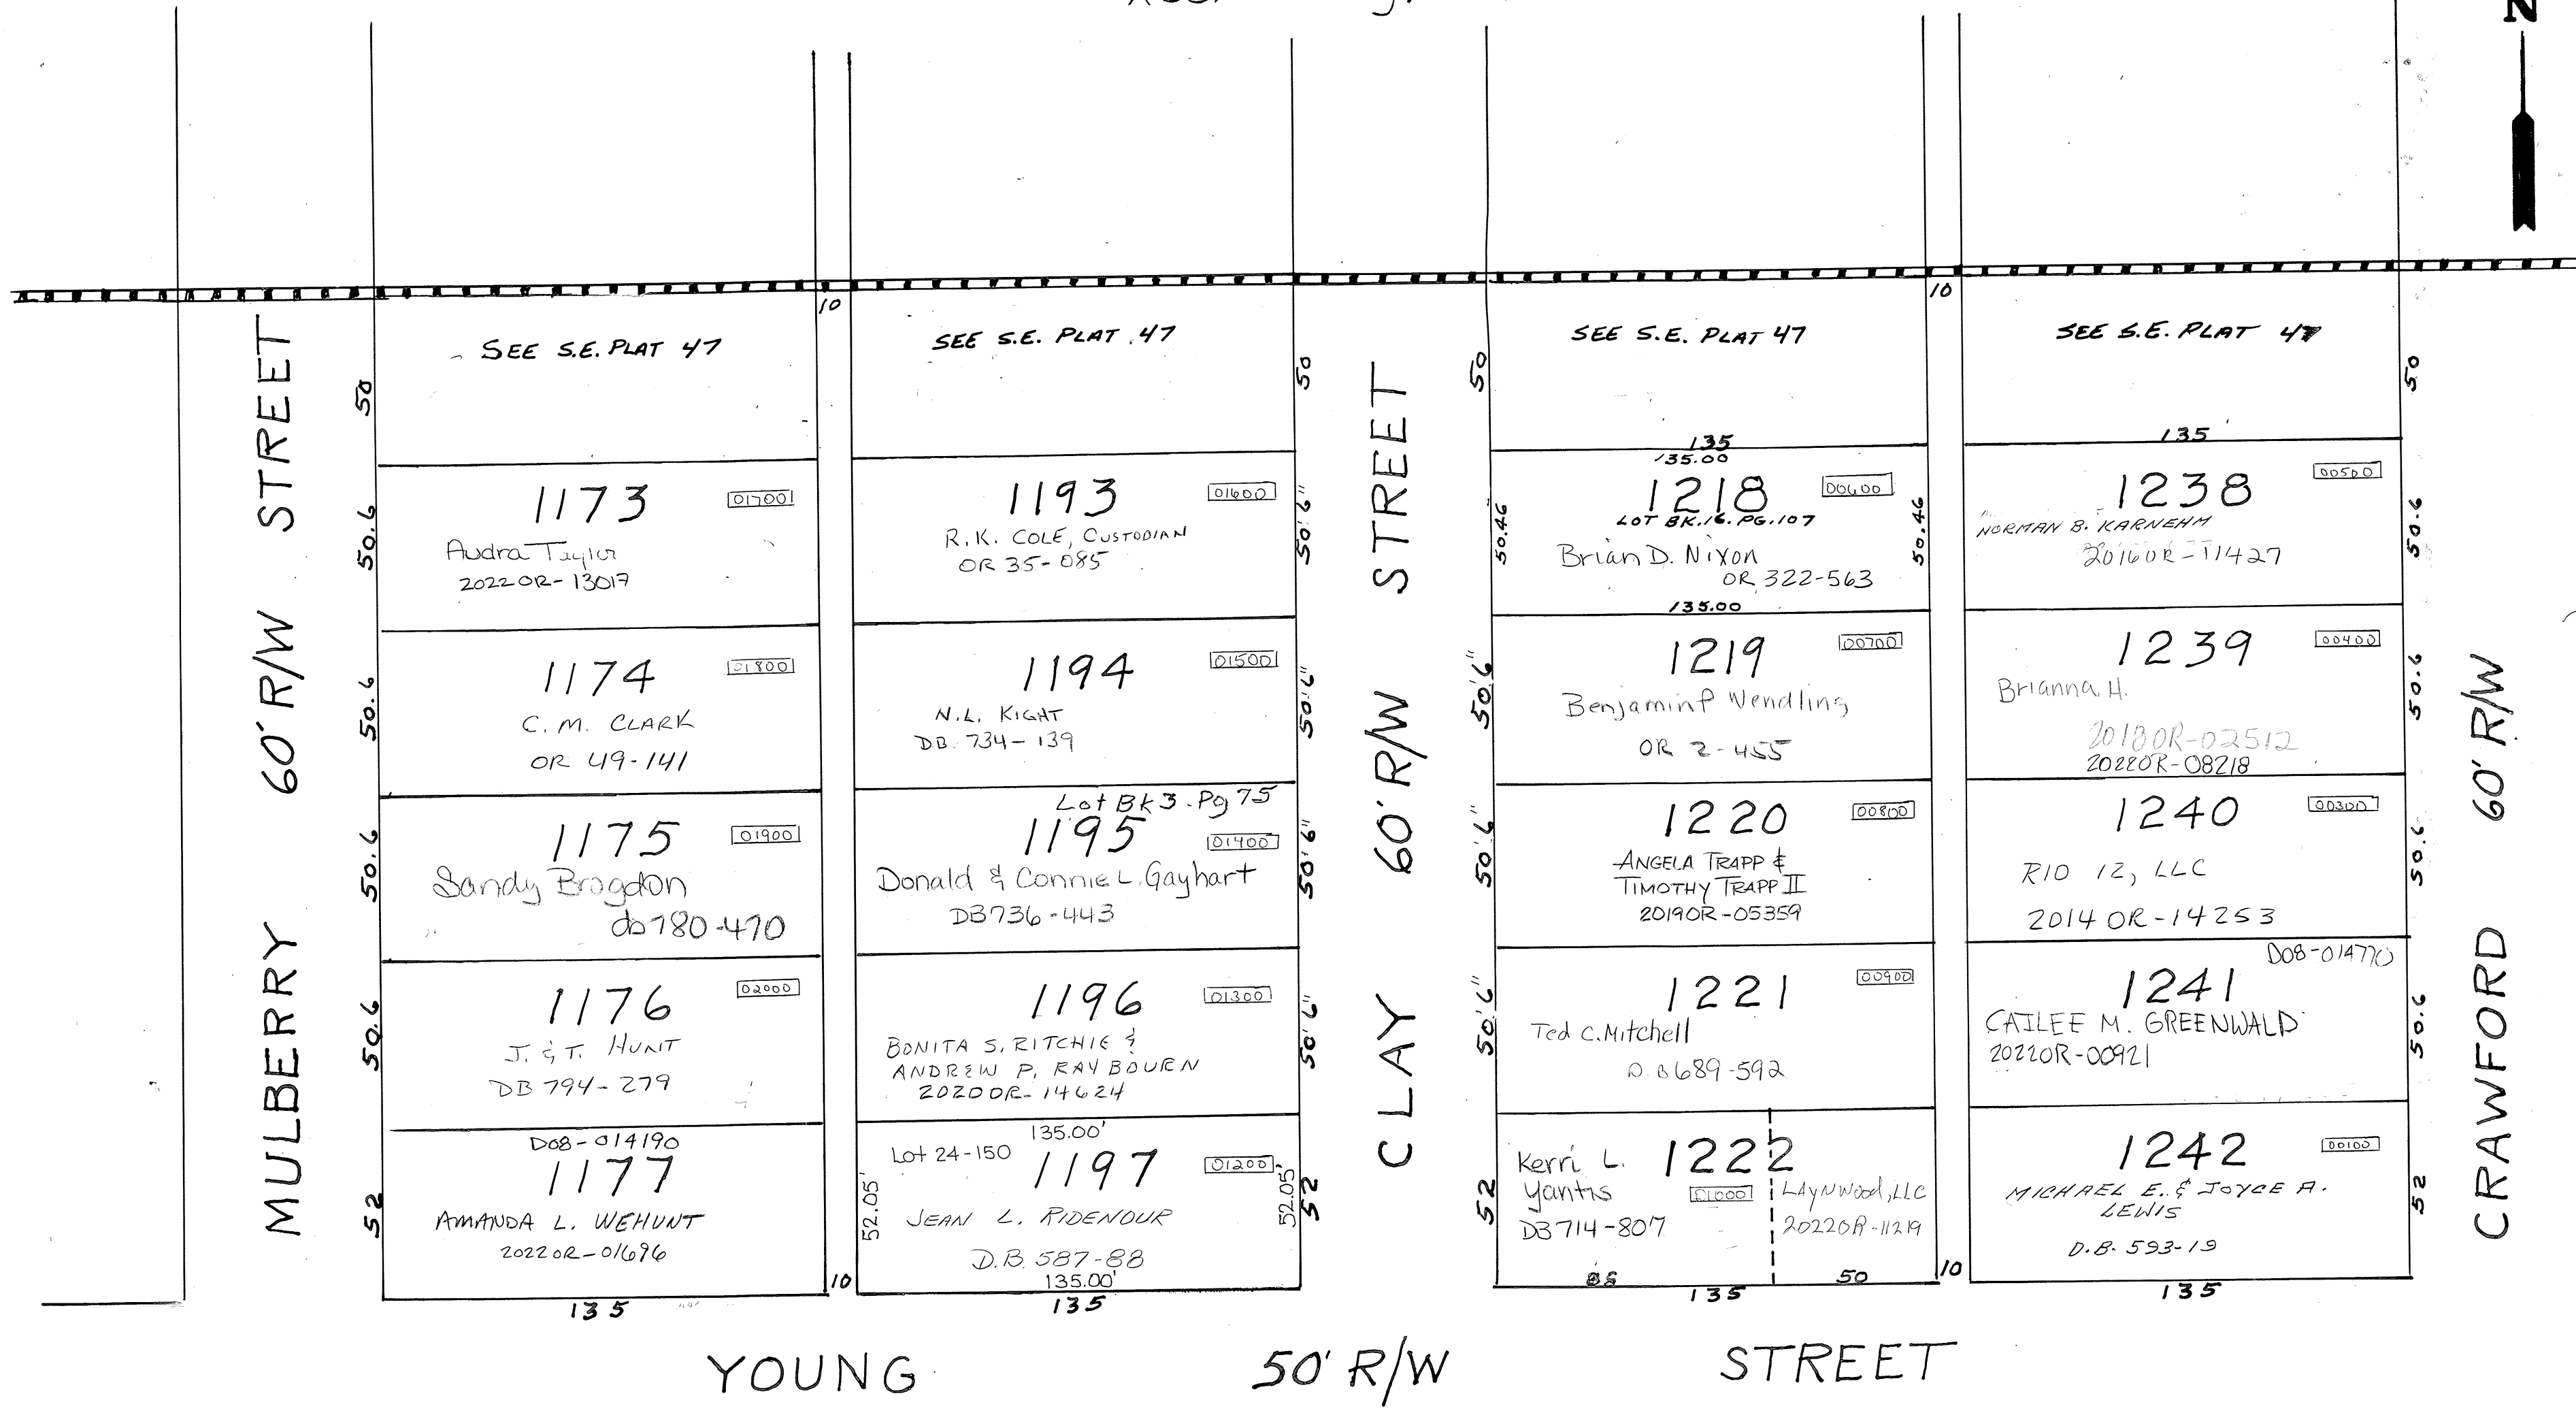 N
10
10
SEE S.E. PLAT 47
SEE S.E. PLAT 47
SEE S.E. PLAT 47
SEE S.E. PLAT 47
50
50
50
50
135
135.00
135
MULBERRY 60' R/W STREET
CLAY 60' R/W STREET
CRAWFORD 60' R/W
1173
01700
Audra Taylor
2022OR-13017
50.6
1193
01600
R.K. COLE, CUSTODIAN
OR 35-085
50'6"
1218
00600
LOT BK.16. PG.107
Brian D. Nixon
OR 322-563
50.46
50.46
135.00
1238
00500
NORMAN B. KARNEHM
2016OR-11427
50.6
1174
01800
C. M. CLARK
OR 49-141
50.6
1194
01500
N.L. KIGHT
D.B. 734-139
50'6"
1219
00700
Benjamin P Wendling
OR 2-455
50'6"
1239
00400
Brianna H.
2018OR-02512
2022OR-08218
50.6
1175
01900
Sandy Brogdon
db780-470
50.6
Lot Bk 3 - Pg 75
1195
01400
Donald & Connie L. Gayhart
DB736-443
50'6"
1220
00800
ANGELA TRAPP &
TIMOTHY TRAPP II
2019OR-05359
50'6"
1240
00300
RIO 12, LLC
2014 OR-14253
50.6
1176
02000
J. & T. HUNT
DB 794-279
50.6
1196
01300
BONITA S. RITCHIE &
ANDREW P. RAYBOURN
2020OR-14624
50'6"
1221
00900
Ted C. Mitchell
D.B 689-592
50'6"
D08-014770
1241
CAILEE M. GREENWALD
2022OR-00921
50.6
D08-014190
1177
AMANDA L. WEHUNT
2022OR-01696
52
135
10
135.00'
Lot 24-150
1197
01200
JEAN L. RIDENOUR
D.B. 587-88
52.05'
52.05'
52
135.00'
135
1222
Kerri L.
Yantis
01000
DB 714-807
LAYNWOOD, LLC
2022OR-11219
52
85
50
135
10
1242
00100
MICHAEL E. & JOYCE A.
LEWIS
D.B. 593-19
52
135
YOUNG 50' R/W STREET